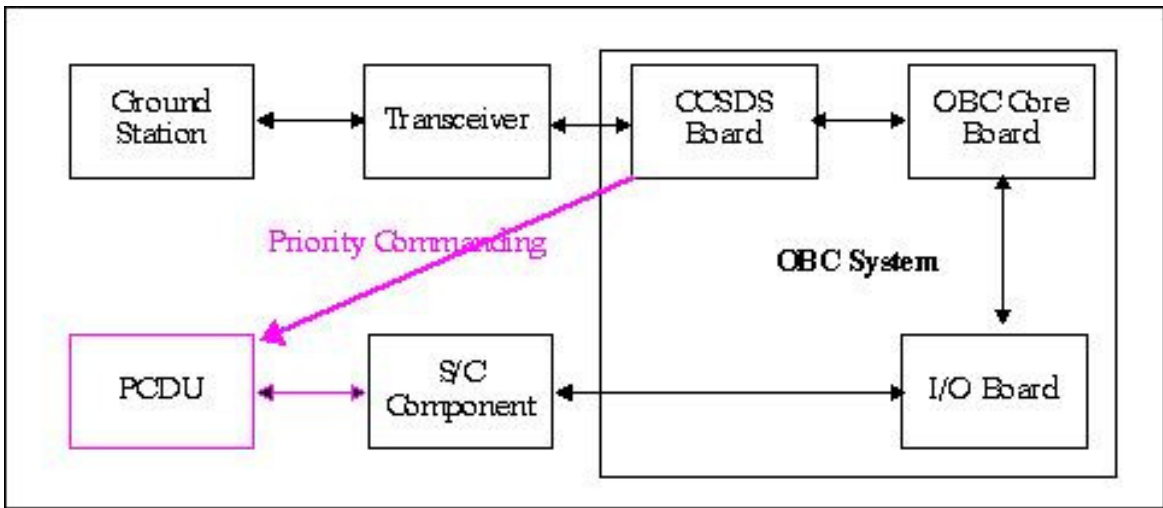 Ground
Station
Transceiver
CCSDS
Board
OBC Core
Board
Priority Commanding
OBC System
PCDU
S/C
Component
I/O Board